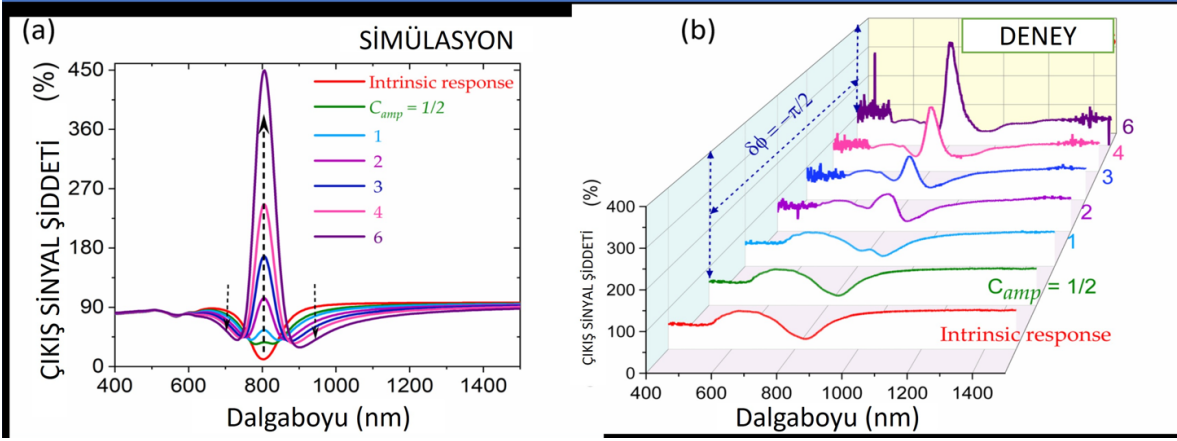 (a)
SİMÜLASYON
ÇIKIŞ SİNYAL ŞİDDETİ (%)
450
360
270
180
90
0
Intrinsic response
C_amp = 1/2
1
2
3
4
6
400 600 800 1000 1200 1400
Dalgaboyu (nm)
(b)
DENEY
δϕ = −π/2
ÇIKIŞ SİNYAL ŞİDDETİ (%)
400
300
200
100
0
6
4
3
2
1
C_amp = 1/2
Intrinsic response
400 600 800 1000 1200 1400
Dalgaboyu (nm)